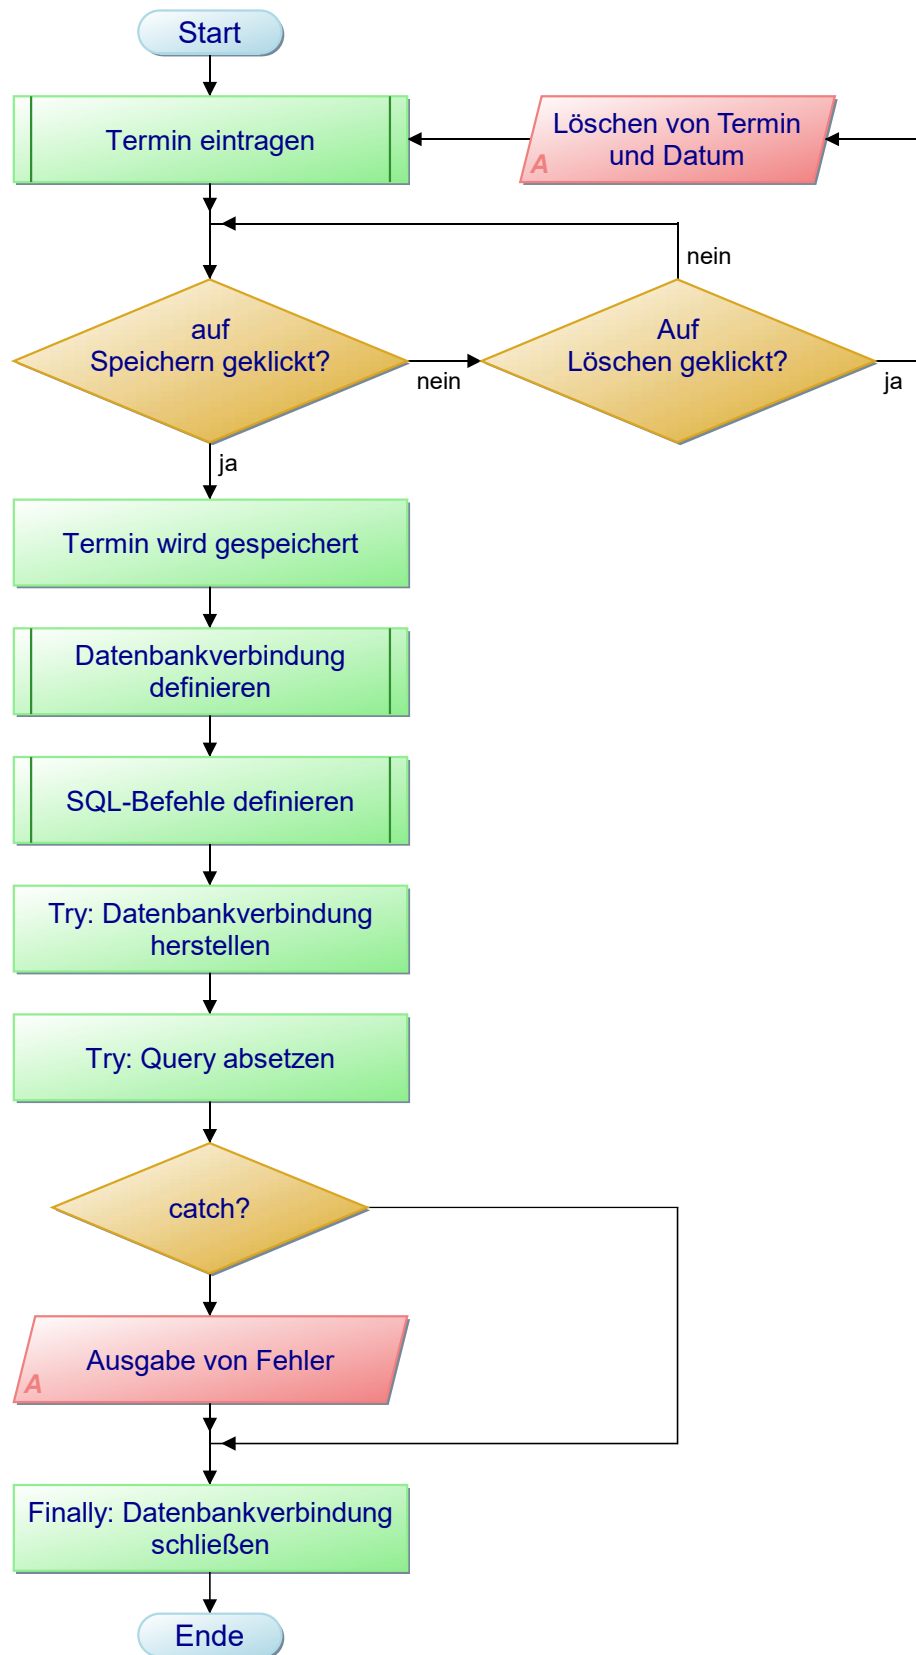 Start
Termin eintragen
Löschen von Termin
und Datum
A
nein
auf
Speichern geklickt?
nein
Auf
Löschen geklickt?
ja
ja
Termin wird gespeichert
Datenbankverbindung
definieren
SQL-Befehle definieren
Try: Datenbankverbindung
herstellen
Try: Query absetzen
catch?
Ausgabe von Fehler
A
Finally: Datenbankverbindung
schließen
Ende